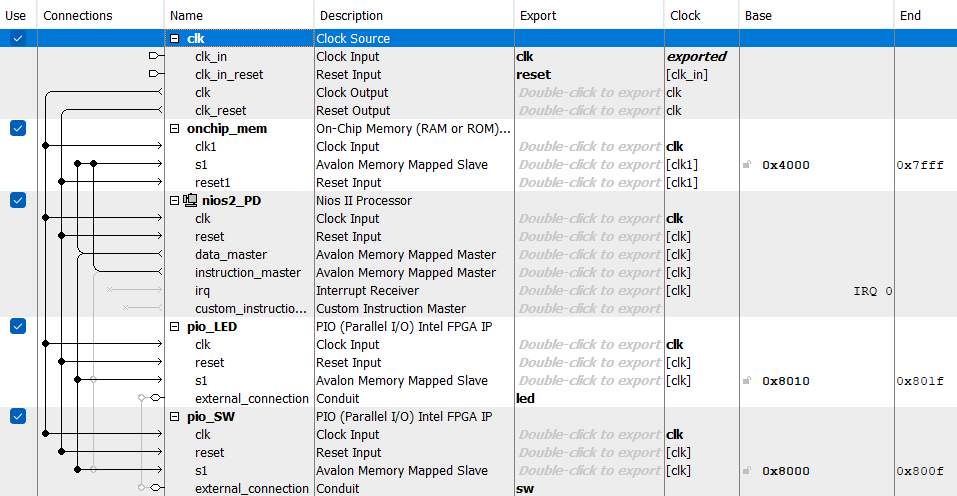 Use Connections Name Description Export Clock Base End
clk Clock Source
clk_in Clock Input clk exported
clk_in_reset Reset Input reset [clk_in]
clk Clock Output Double-click to export clk
clk_reset Reset Output Double-click to export clk
onchip_mem On-Chip Memory (RAM or ROM)...
clk1 Clock Input Double-click to export clk
s1 Avalon Memory Mapped Slave Double-click to export [clk1] 0x4000 0x7fff
reset1 Reset Input Double-click to export [clk1]
nios2_PD Nios II Processor
clk Clock Input Double-click to export clk
reset Reset Input Double-click to export [clk]
data_master Avalon Memory Mapped Master Double-click to export [clk]
instruction_master Avalon Memory Mapped Master Double-click to export [clk]
irq Interrupt Receiver Double-click to export [clk] IRQ 0
custom_instructio... Custom Instruction Master Double-click to export
pio_LED PIO (Parallel I/O) Intel FPGA IP
clk Clock Input Double-click to export clk
reset Reset Input Double-click to export [clk]
s1 Avalon Memory Mapped Slave Double-click to export [clk] 0x8010 0x801f
external_connection Conduit led
pio_SW PIO (Parallel I/O) Intel FPGA IP
clk Clock Input Double-click to export clk
reset Reset Input Double-click to export [clk]
s1 Avalon Memory Mapped Slave Double-click to export [clk] 0x8000 0x800f
external_connection Conduit sw